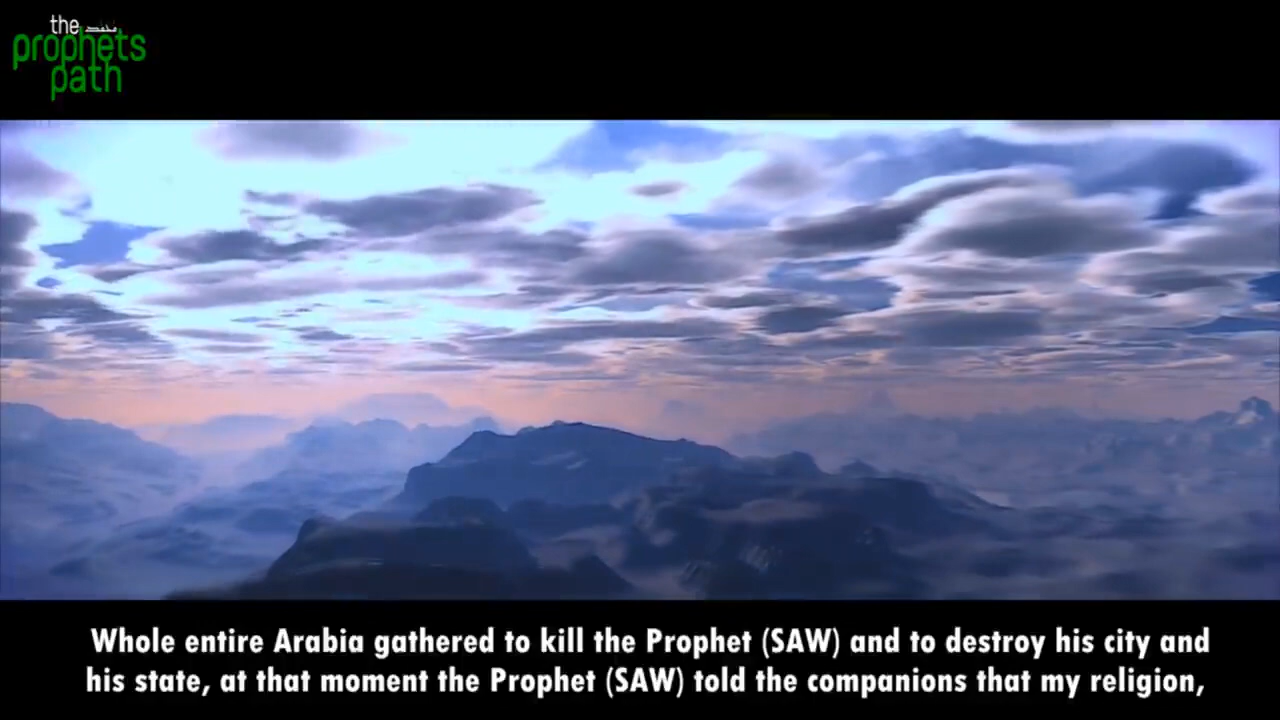 the محمد
prophets
path
Whole entire Arabia gathered to kill the Prophet (SAW) and to destroy his city and
his state, at that moment the Prophet (SAW) told the companions that my religion,